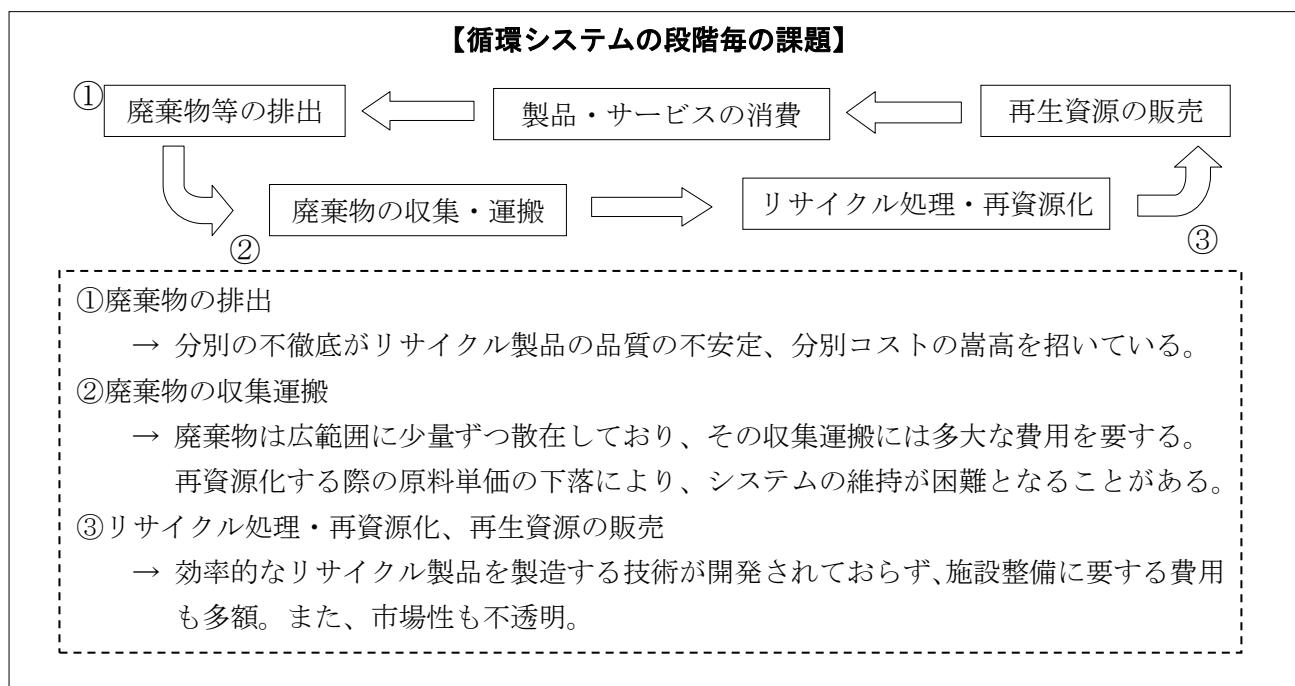 【循環システムの段階毎の課題】
① 廃棄物等の排出
製品・サービスの消費
再生資源の販売
廃棄物の収集・運搬
リサイクル処理・再資源化
②
③
①廃棄物の排出
→ 分別の不徹底がリサイクル製品の品質の不安定、分別コストの嵩高を招いている。
②廃棄物の収集運搬
→ 廃棄物は広範囲に少量ずつ散在しており、その収集運搬には多大な費用を要する。
再資源化する際の原料単価の下落により、システムの維持が困難となることがある。
③リサイクル処理・再資源化、再生資源の販売
→ 効率的なリサイクル製品を製造する技術が開発されておらず、施設整備に要する費用
も多額。また、市場性も不透明。